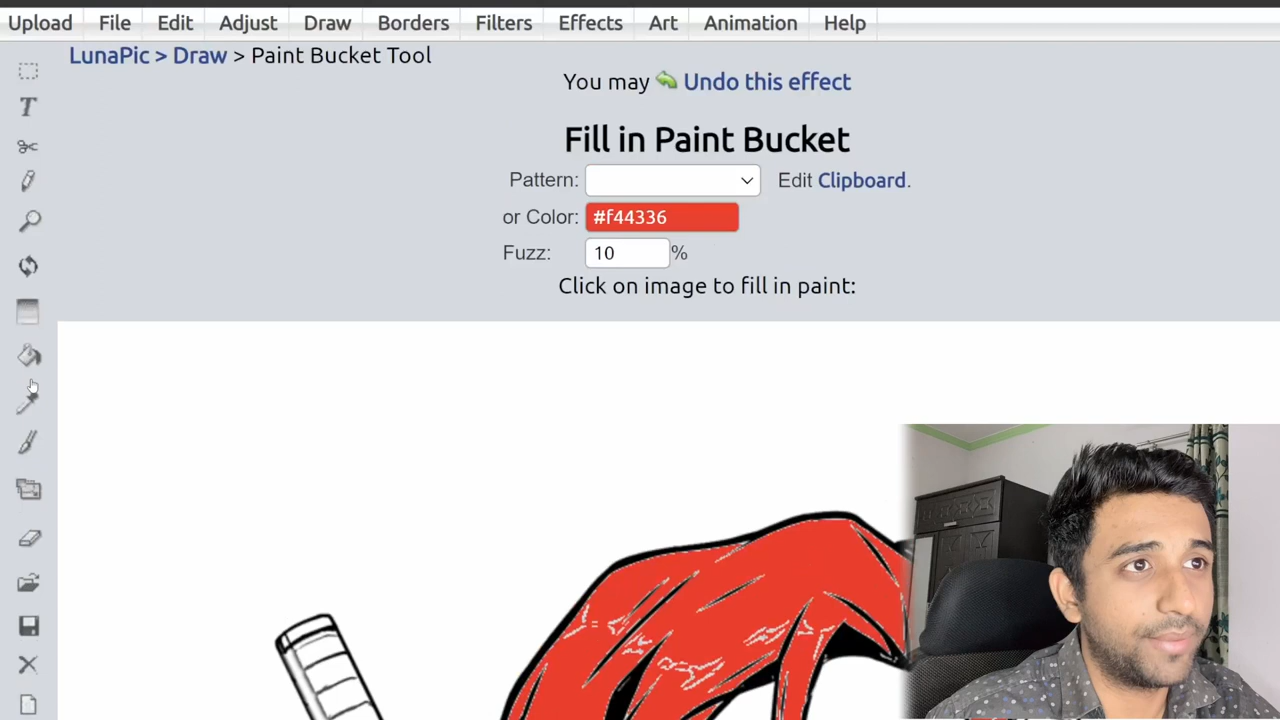 Upload File Edit Adjust Draw Borders Filters Effects Art Animation Help
LunaPic > Draw > Paint Bucket Tool
You may Undo this effect
Fill in Paint Bucket
Pattern: Edit Clipboard.
or Color: #f44336
Fuzz: 10 %
Click on image to fill in paint: